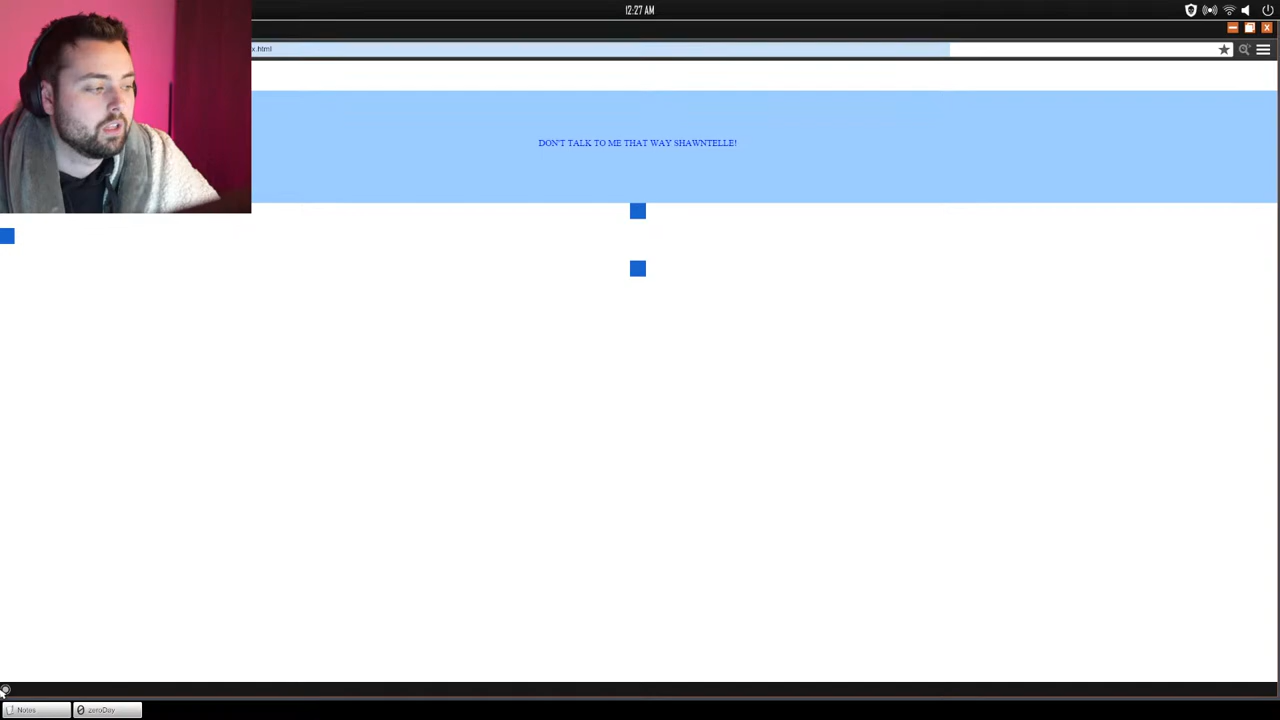 12:27 AM
x.html
DON'T TALK TO ME THAT WAY SHAWNTELLE!
Notes
zeroDay